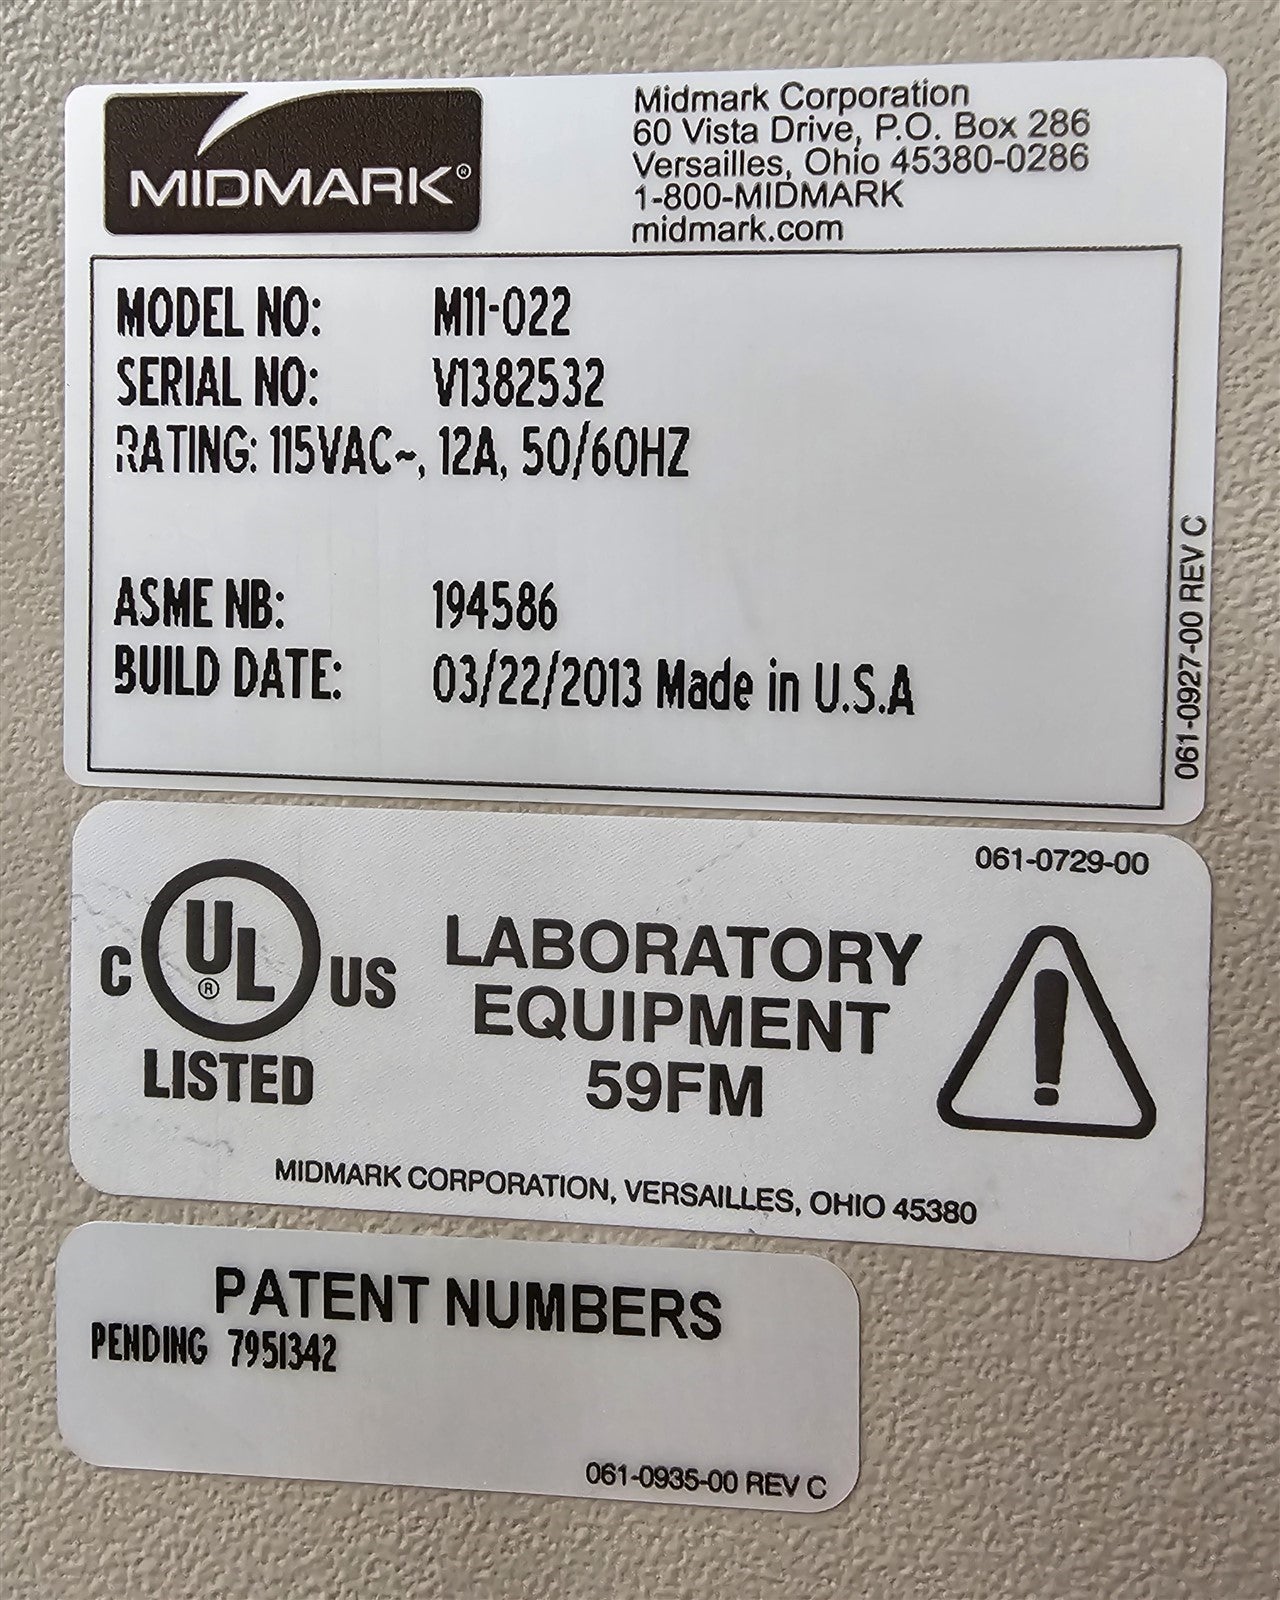 MIDMARK®
Midmark Corporation
60 Vista Drive, P.O. Box 286
Versailles, Ohio 45380-0286
1-800-MIDMARK
midmark.com
MODEL NO: M11-022
SERIAL NO: V1382532
RATING: 115VAC~, 12A, 50/60HZ
ASME NB: 194586
BUILD DATE: 03/22/2013 Made in U.S.A
061-0927-00 REV C
061-0729-00
C UL® US
LISTED
LABORATORY
EQUIPMENT
59FM
!
MIDMARK CORPORATION, VERSAILLES, OHIO 45380
PATENT NUMBERS
PENDING 7951342
061-0935-00 REV C